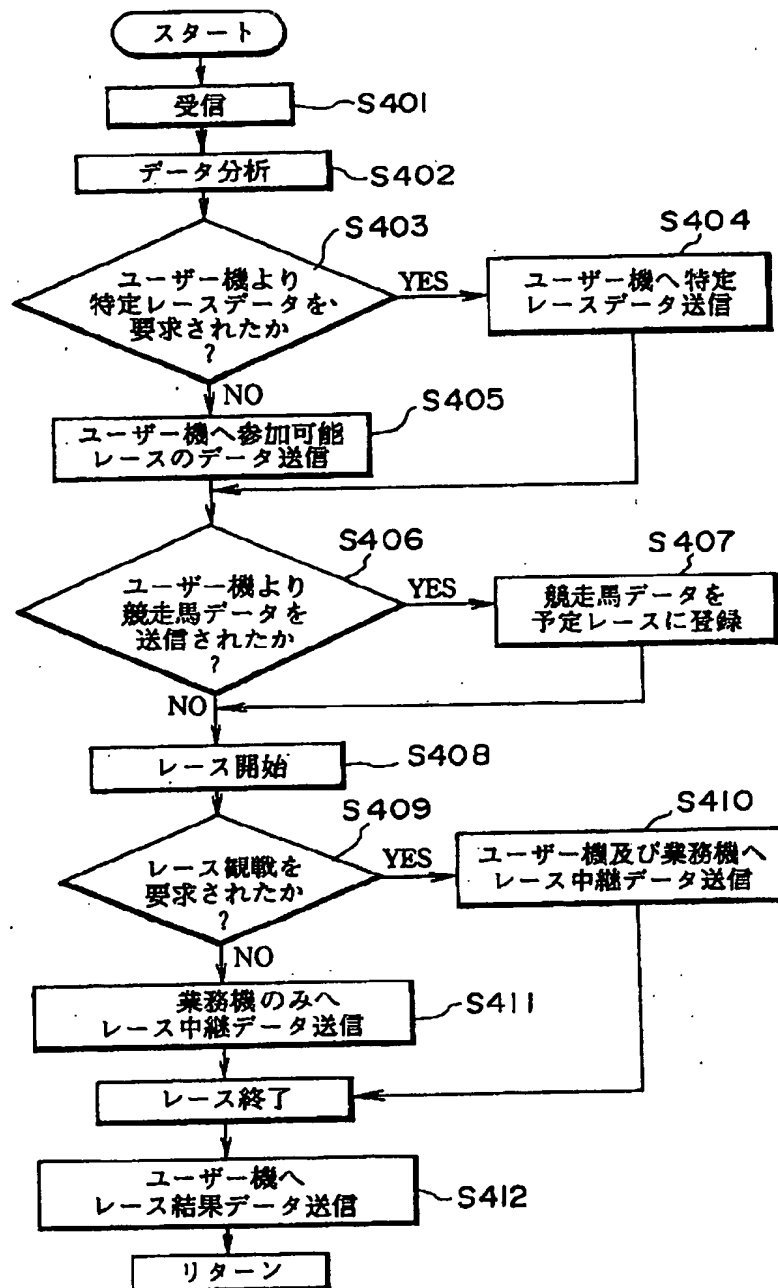 スタート
受信
S401
データ分析
S402
S403
ユーザー機より
特定レースデータを
要求されたか
?
YES
S404
ユーザー機へ特定
レースデータ送信
NO
S405
ユーザー機へ参加可能
レースのデータ送信
S406
ユーザー機より
競走馬データを
送信されたか
?
YES
S407
競走馬データを
予定レースに登録
NO
レース開始
S408
S409
レース観戦を
要求されたか
?
YES
S410
ユーザー機及び業務機へ
レース中継データ送信
NO
業務機のみへ
レース中継データ送信
S411
レース終了
ユーザー機へ
レース結果データ送信
S412
リターン